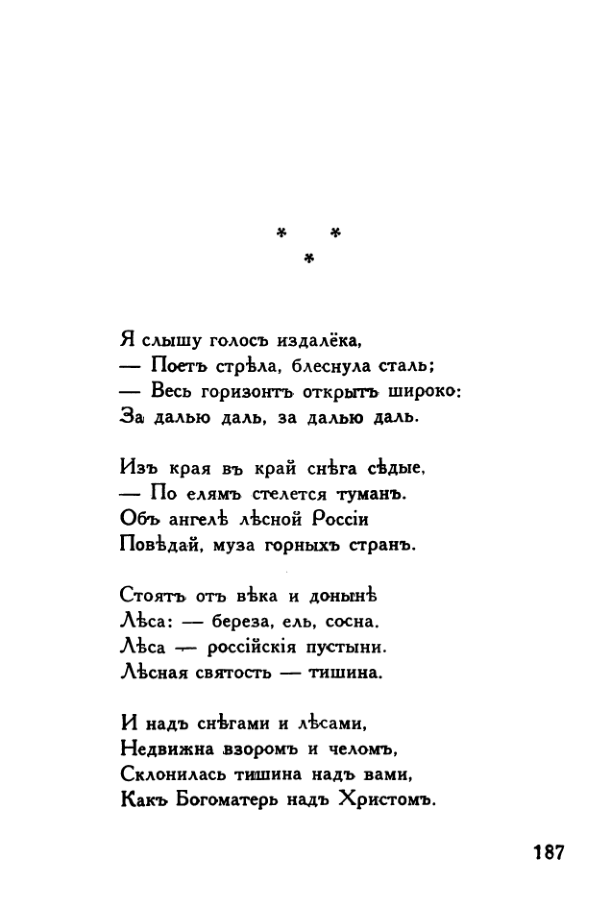 * *
*
Я слышу голосъ издалёка,
— Поетъ стрѣла, блеснула сталь;
— Весь горизонтъ открытъ широко:
За далью даль, за далью даль.
Изъ края въ край снѣга сѣдые,
— По елямъ стелется туманъ.
Объ ангелѣ лѣсной Россіи
Повѣдай, муза горныхъ странъ.
Стоятъ отъ вѣка и донынѣ
Лѣса: — береза, ель, сосна.
Лѣса — россійскія пустыни.
Лѣсная святость — тишина.
И надъ снѣгами и лѣсами,
Недвижна взоромъ и челомъ,
Склонилась тишина надъ вами,
Какъ Богоматерь надъ Христомъ.
187